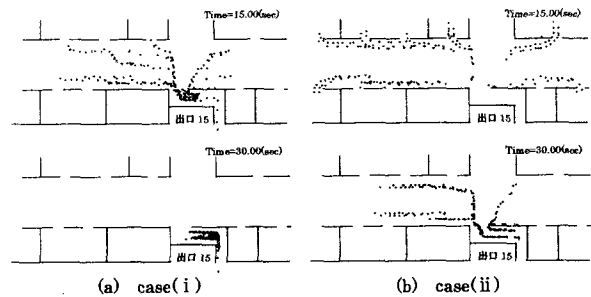 Time=15.00(sec)
出口 15
Time=15.00(sec)
出口 15
Time=30.00(sec)
出口 15
Time=30.00(sec)
出口 15
(a) case(ⅰ)
(b) case(ⅱ)